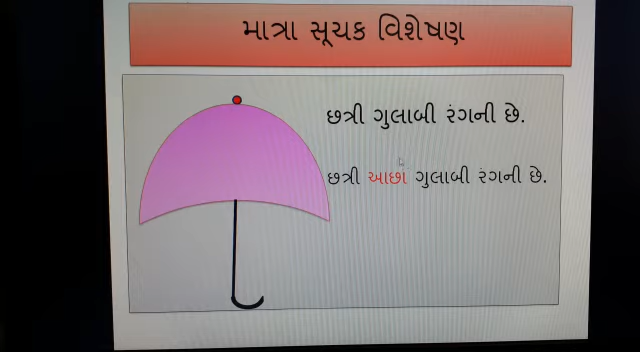 માત્રા સૂચક વિશેષણ
છત્રી ગુલાબી રંગની છે.
છત્રી આછા ગુલાબી રંગની છે.